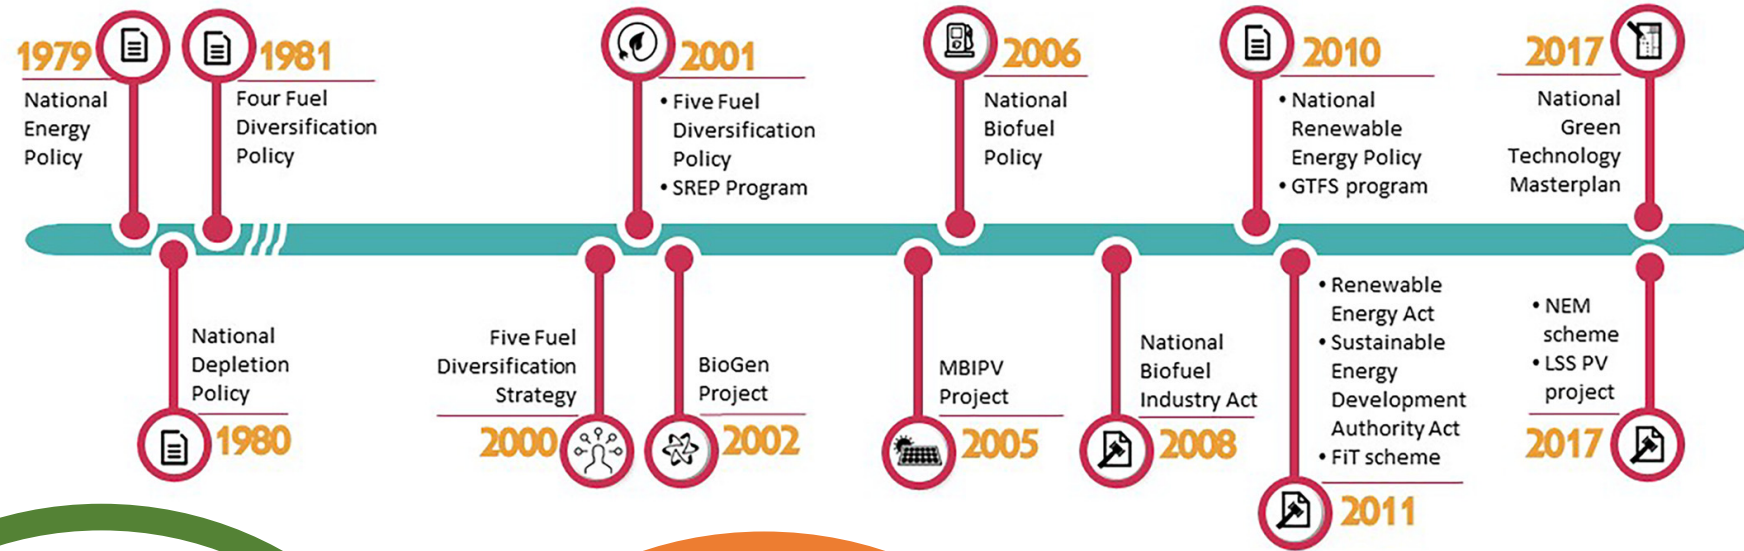 1979
National
Energy
Policy
1981
Four Fuel
Diversification
Policy
2001
• Five Fuel
Diversification
Policy
• SREP Program
2006
National
Biofuel
Policy
2010
• National
Renewable
Energy Policy
• GTFS program
2017
National
Green
Technology
Masterplan
National
Depletion
Policy
1980
Five Fuel
Diversification
Strategy
2000
BioGen
Project
2002
MBIPV
Project
2005
National
Biofuel
Industry Act
2008
• Renewable
Energy Act
• Sustainable
Energy
Development
Authority Act
• FiT scheme
2011
• NEM
scheme
• LSS PV
project
2017